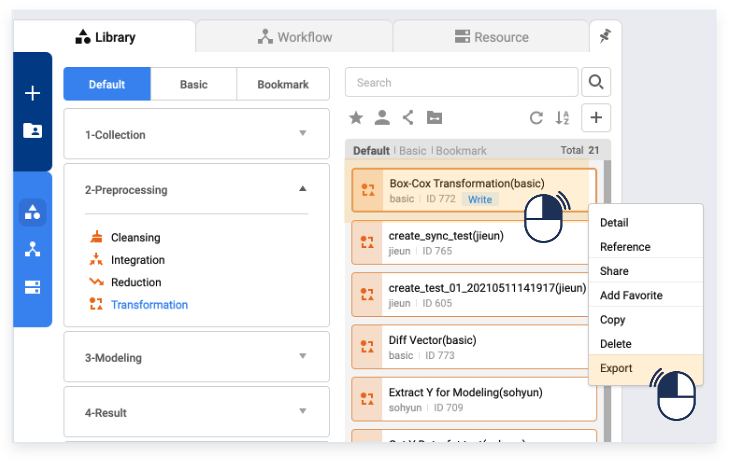 Library
Workflow
Resource
Default
Basic
Bookmark
1-Collection
2-Preprocessing
Cleansing
Integration
Reduction
Transformation
3-Modeling
4-Result
Search
Default | Basic | Bookmark
Total 21
Box-Cox Transformation(basic)
basic | ID 772 Write
create_sync_test(jieun)
jieun | ID 765
create_test_01_20210511141917(jieun)
jieun | ID 605
Diff Vector(basic)
basic | ID 773
Extract Y for Modeling(sohyun)
sohyun | ID 709
Detail
Reference
Share
Add Favorite
Copy
Delete
Export